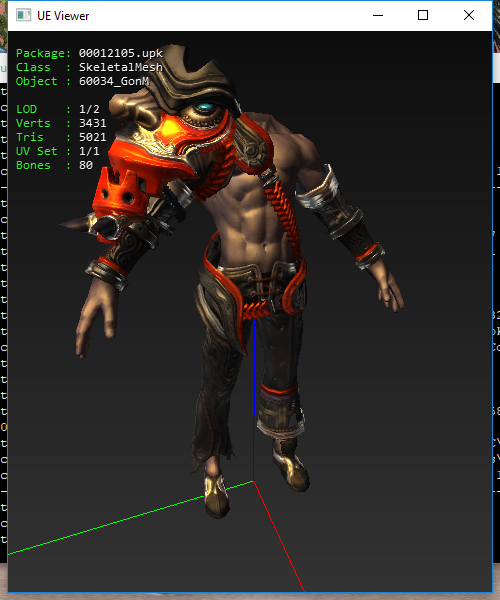 UE Viewer
Package: 00012105.upk
Class  : SkeletalMesh
Object : 60034_GonM
LOD    : 1/2
Verts  : 3431
Tris   : 5021
UV Set : 1/1
Bones  : 80